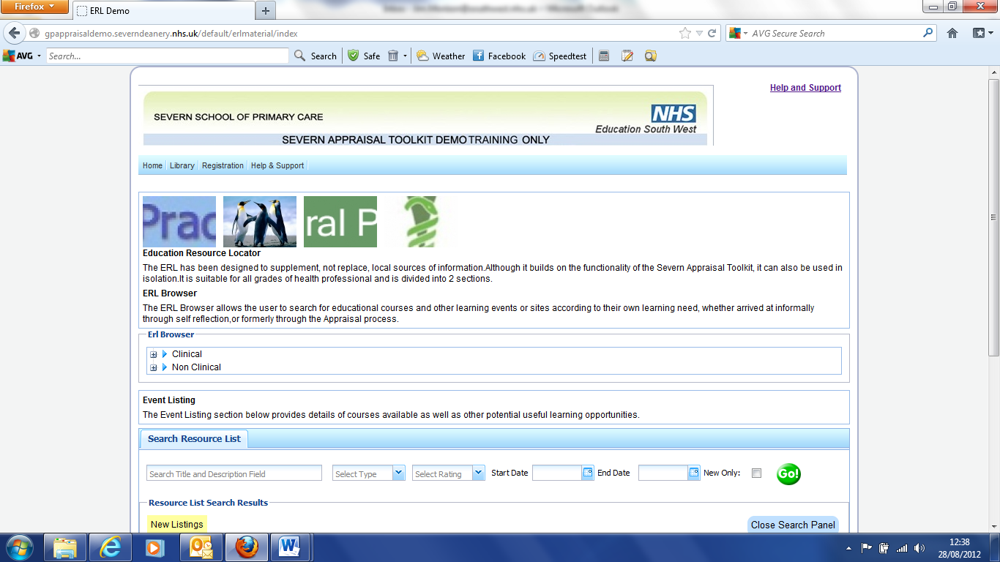 Firefox
ERL Demo
gpappraisaldemo.severndeanery.nhs.uk/default/erlmaterial/index
AVG Secure Search
AVG
Search...
Search
Safe
Weather
Facebook
Speedtest
Help and Support
SEVERN SCHOOL OF PRIMARY CARE
NHS
Education South West
SEVERN APPRAISAL TOOLKIT DEMO TRAINING ONLY
Home
Library
Registration
Help & Support
Prac
ral P
Education Resource Locator
The ERL has been designed to supplement, not replace, local sources of information.Although it builds on the functionality of the Severn Appraisal Toolkit, it can also be used in
isolation.It is suitable for all grades of health professional and is divided into 2 sections.
ERL Browser
The ERL Browser allows the user to search for educational courses and other learning events or sites according to their own learning need, whether arrived at informally
through self reflection,or formerly through the Appraisal process.
Erl Browser
Clinical
Non Clinical
Event Listing
The Event Listing section below provides details of courses available as well as other potential useful learning opportunities.
Search Resource List
Search Title and Description Field
Select Type
Select Rating
Start Date
End Date
New Only:
Go!
Resource List Search Results
New Listings
Close Search Panel
12:38
28/08/2012